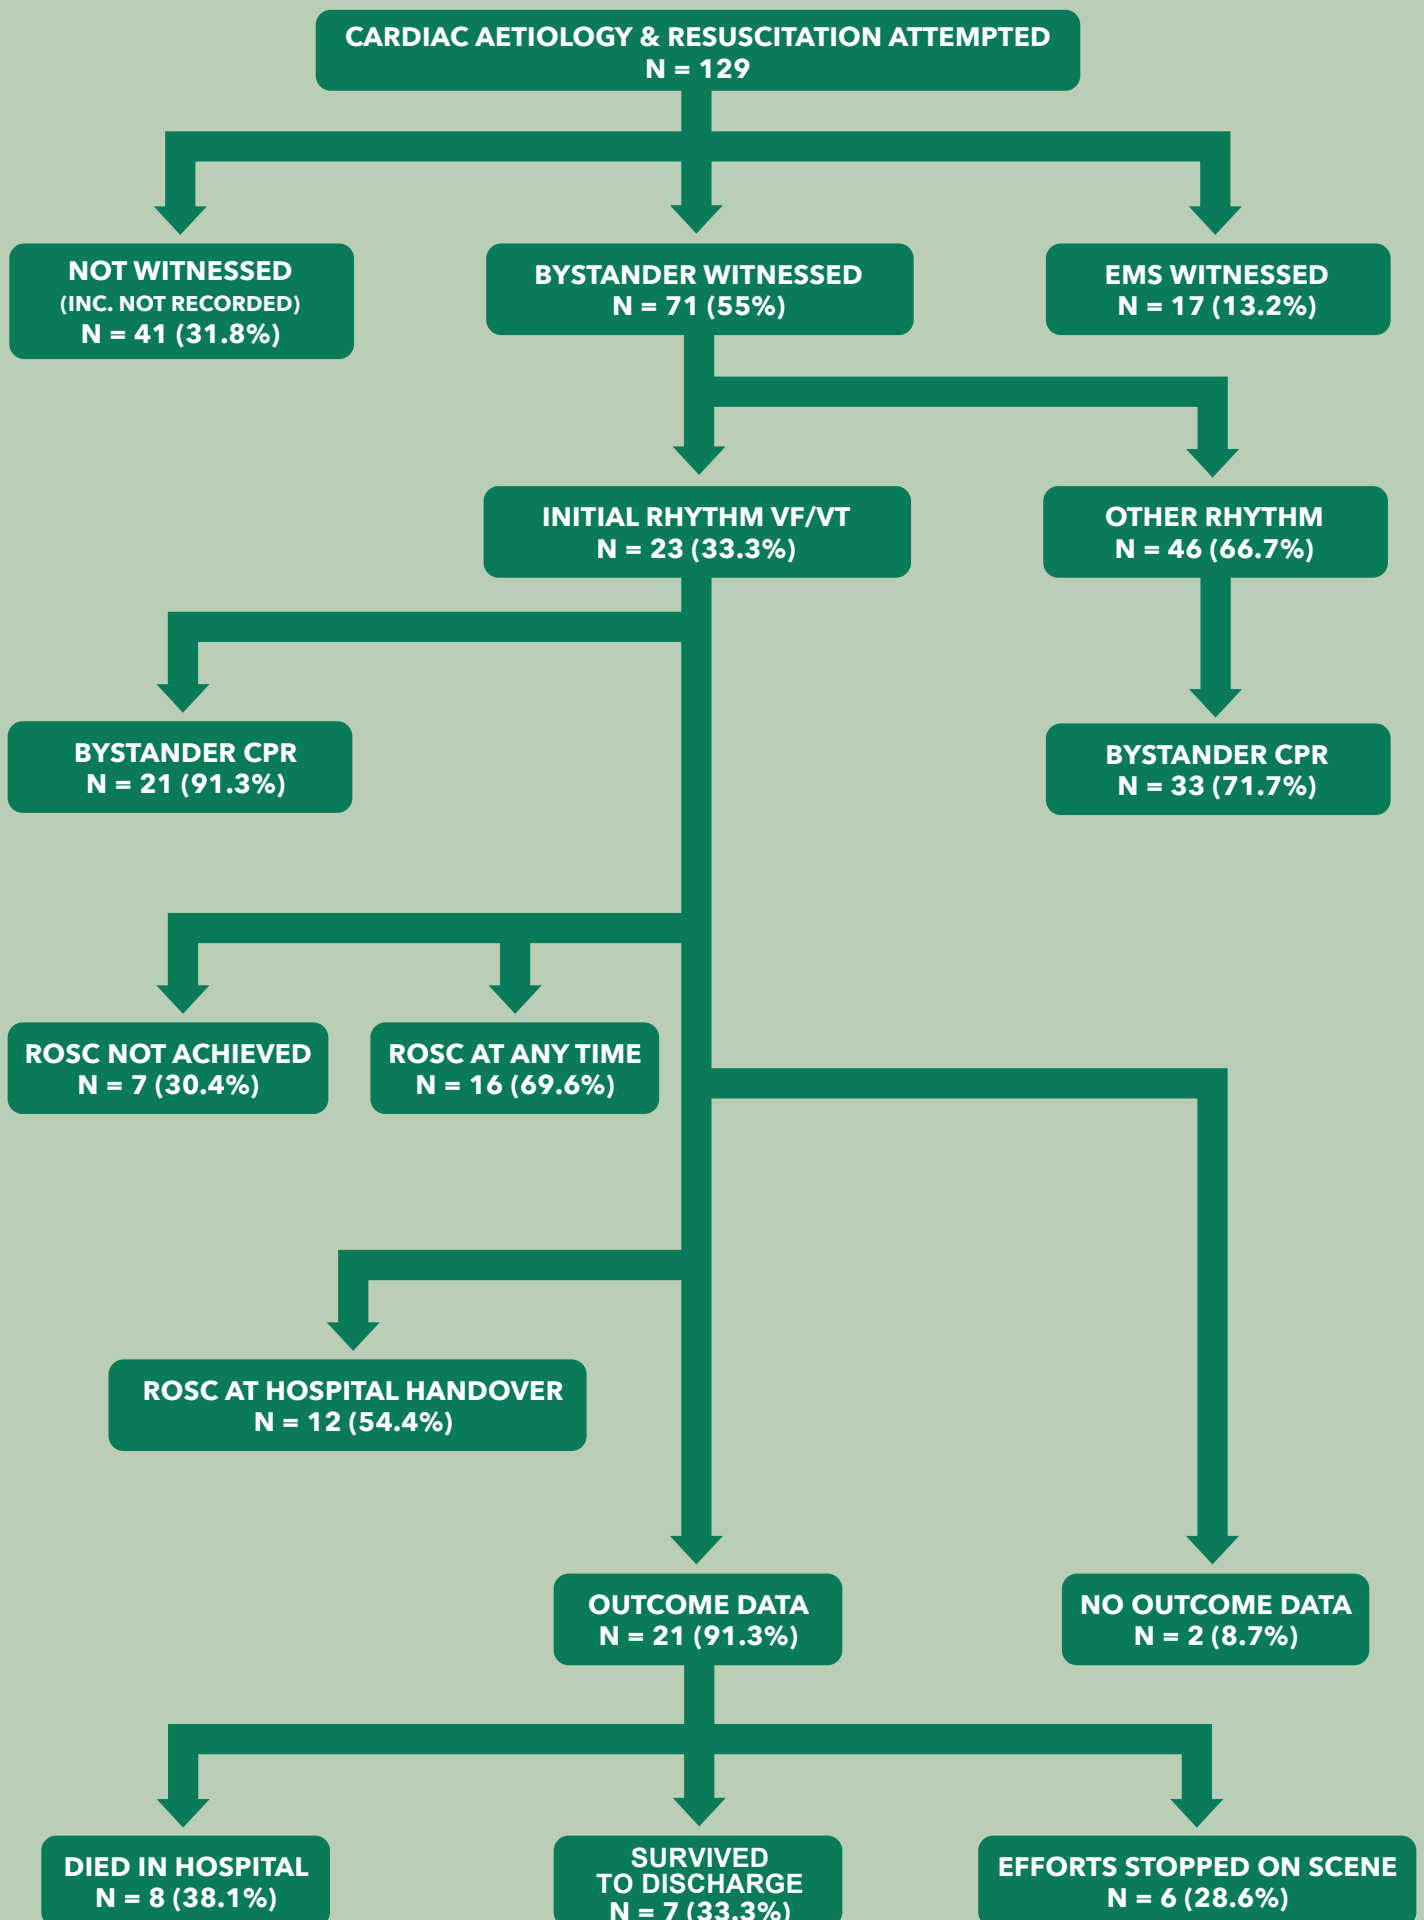 CARDIAC AETIOLOGY & RESUSCITATION ATTEMPTED
N = 129
NOT WITNESSED
(INC. NOT RECORDED)
N = 41 (31.8%)
BYSTANDER WITNESSED
N = 71 (55%)
EMS WITNESSED
N = 17 (13.2%)
INITIAL RHYTHM VF/VT
N = 23 (33.3%)
OTHER RHYTHM
N = 46 (66.7%)
BYSTANDER CPR
N = 21 (91.3%)
BYSTANDER CPR
N = 33 (71.7%)
ROSC NOT ACHIEVED
N = 7 (30.4%)
ROSC AT ANY TIME
N = 16 (69.6%)
ROSC AT HOSPITAL HANDOVER
N = 12 (54.4%)
OUTCOME DATA
N = 21 (91.3%)
NO OUTCOME DATA
N = 2 (8.7%)
DIED IN HOSPITAL
N = 8 (38.1%)
SURVIVED
TO DISCHARGE
N = 7 (33.3%)
EFFORTS STOPPED ON SCENE
N = 6 (28.6%)